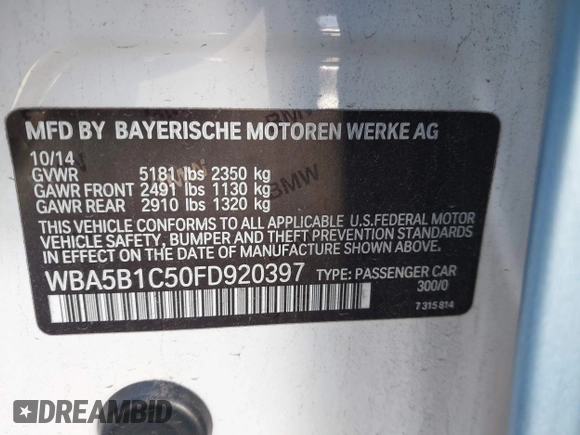 MFD BY BAYERISCHE MOTOREN WERKE AG
10/14
GVWR 5181 lbs 2350 kg
GAWR FRONT 2491 lbs 1130 kg
GAWR REAR 2910 lbs 1320 kg
THIS VEHICLE CONFORMS TO ALL APPLICABLE U.S.FEDERAL MOTOR
VEHICLE SAFETY, BUMPER, AND THEFT PREVENTION STANDARDS
IN EFFECT ON THE DATE OF MANUFACTURE SHOWN ABOVE.
WBA5B1C50FD920397 TYPE: PASSENGER CAR
300/0
7 315 814
BMW
BMW
DREAMBID